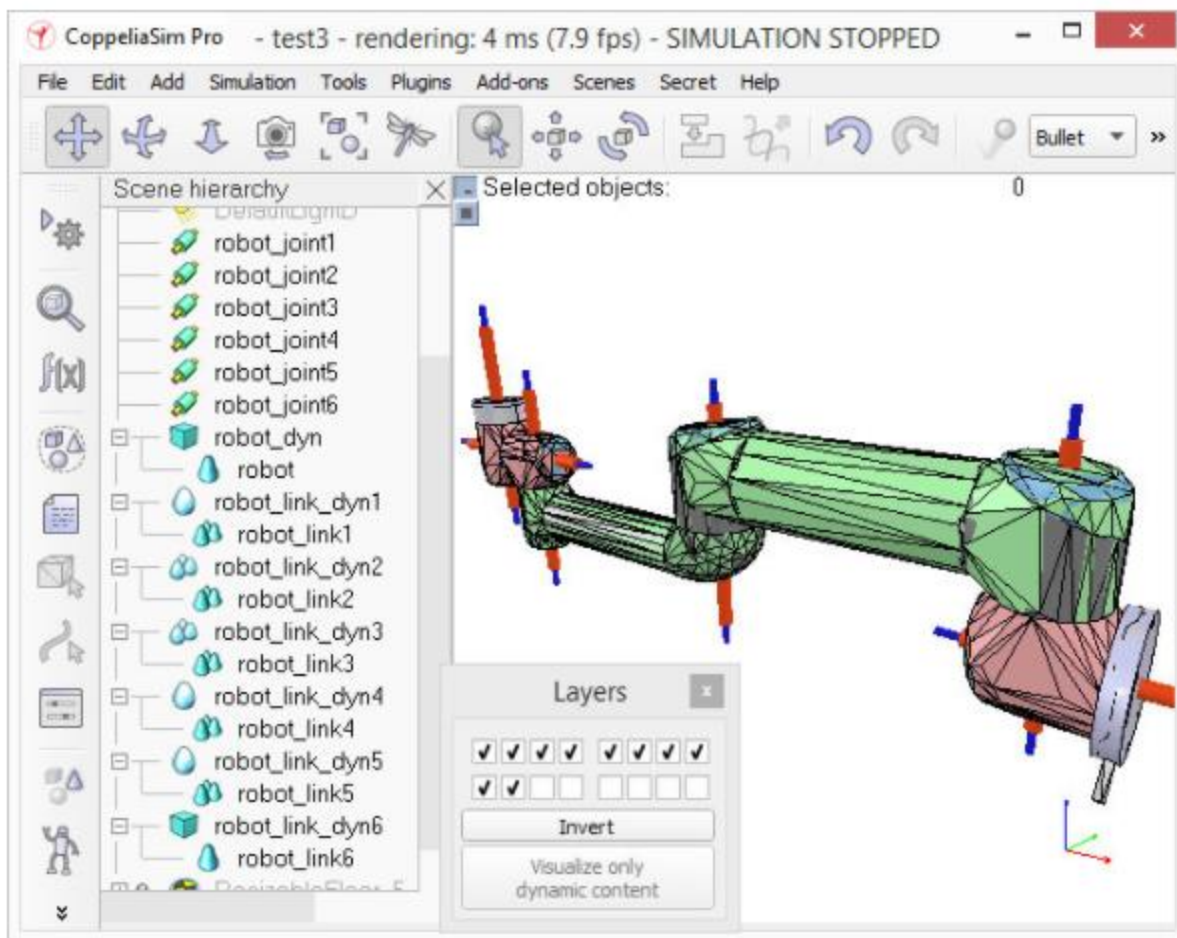 CoppeliaSim Pro - test3 - rendering: 4 ms (7.9 fps) - SIMULATION STOPPED
File Edit Add Simulation Tools Plugins Add-ons Scenes Secret Help
Bullet
Scene hierarchy
Selected objects: 0
DefaultLightD
robot_joint1
robot_joint2
robot_joint3
robot_joint4
robot_joint5
robot_joint6
robot_dyn
robot
robot_link_dyn1
robot_link1
robot_link_dyn2
robot_link2
robot_link_dyn3
robot_link3
robot_link_dyn4
robot_link4
robot_link_dyn5
robot_link5
robot_link_dyn6
robot_link6
f(x)
Layers
Invert
Visualize only
dynamic content